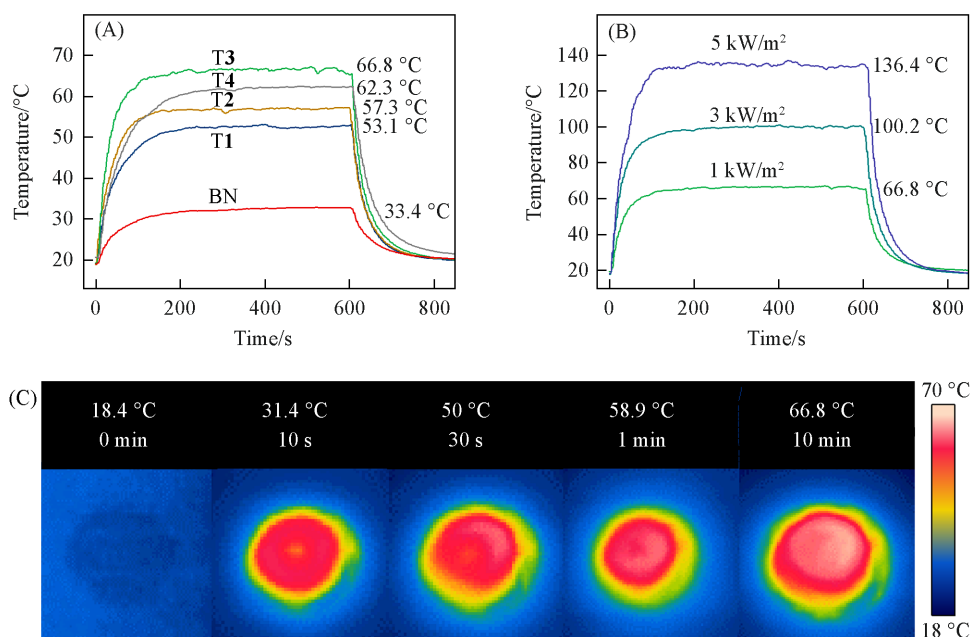 (A)
Temperature/°C
70
60
50
40
30
20
0
200
400
600
800
Time/s
T3
T4
T2
T1
BN
66.8 °C
62.3 °C
57.3 °C
53.1 °C
33.4 °C
(B)
Temperature/°C
140
120
100
80
60
40
20
0
200
400
600
800
Time/s
5 kW/m²
3 kW/m²
1 kW/m²
136.4 °C
100.2 °C
66.8 °C
(C)
18.4 °C
0 min
31.4 °C
10 s
50 °C
30 s
58.9 °C
1 min
66.8 °C
10 min
70 °C
18 °C